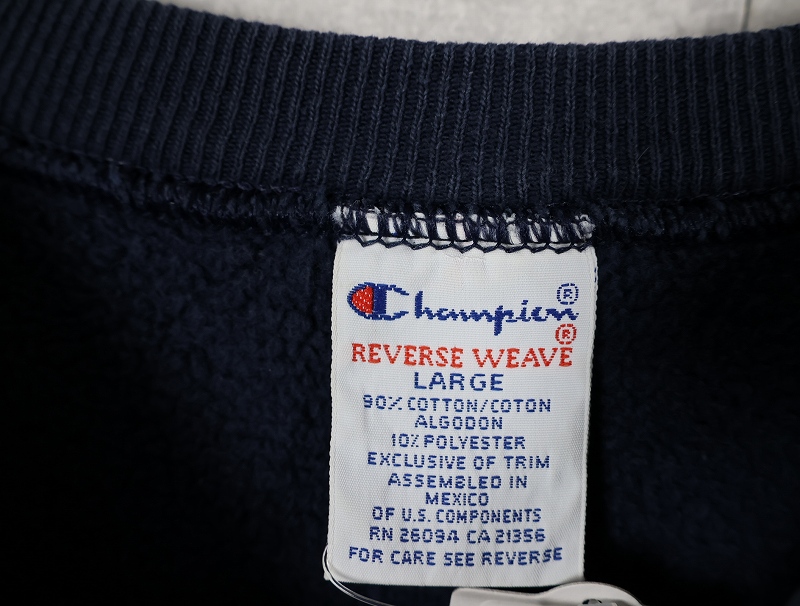 Champion®
®
REVERSE WEAVE
LARGE
90% COTTON/COTON
ALGODON
10% POLYESTER
EXCLUSIVE OF TRIM
ASSEMBLED IN
MEXICO
OF U.S. COMPONENTS
RN 26094 CA 21356
FOR CARE SEE REVERSE